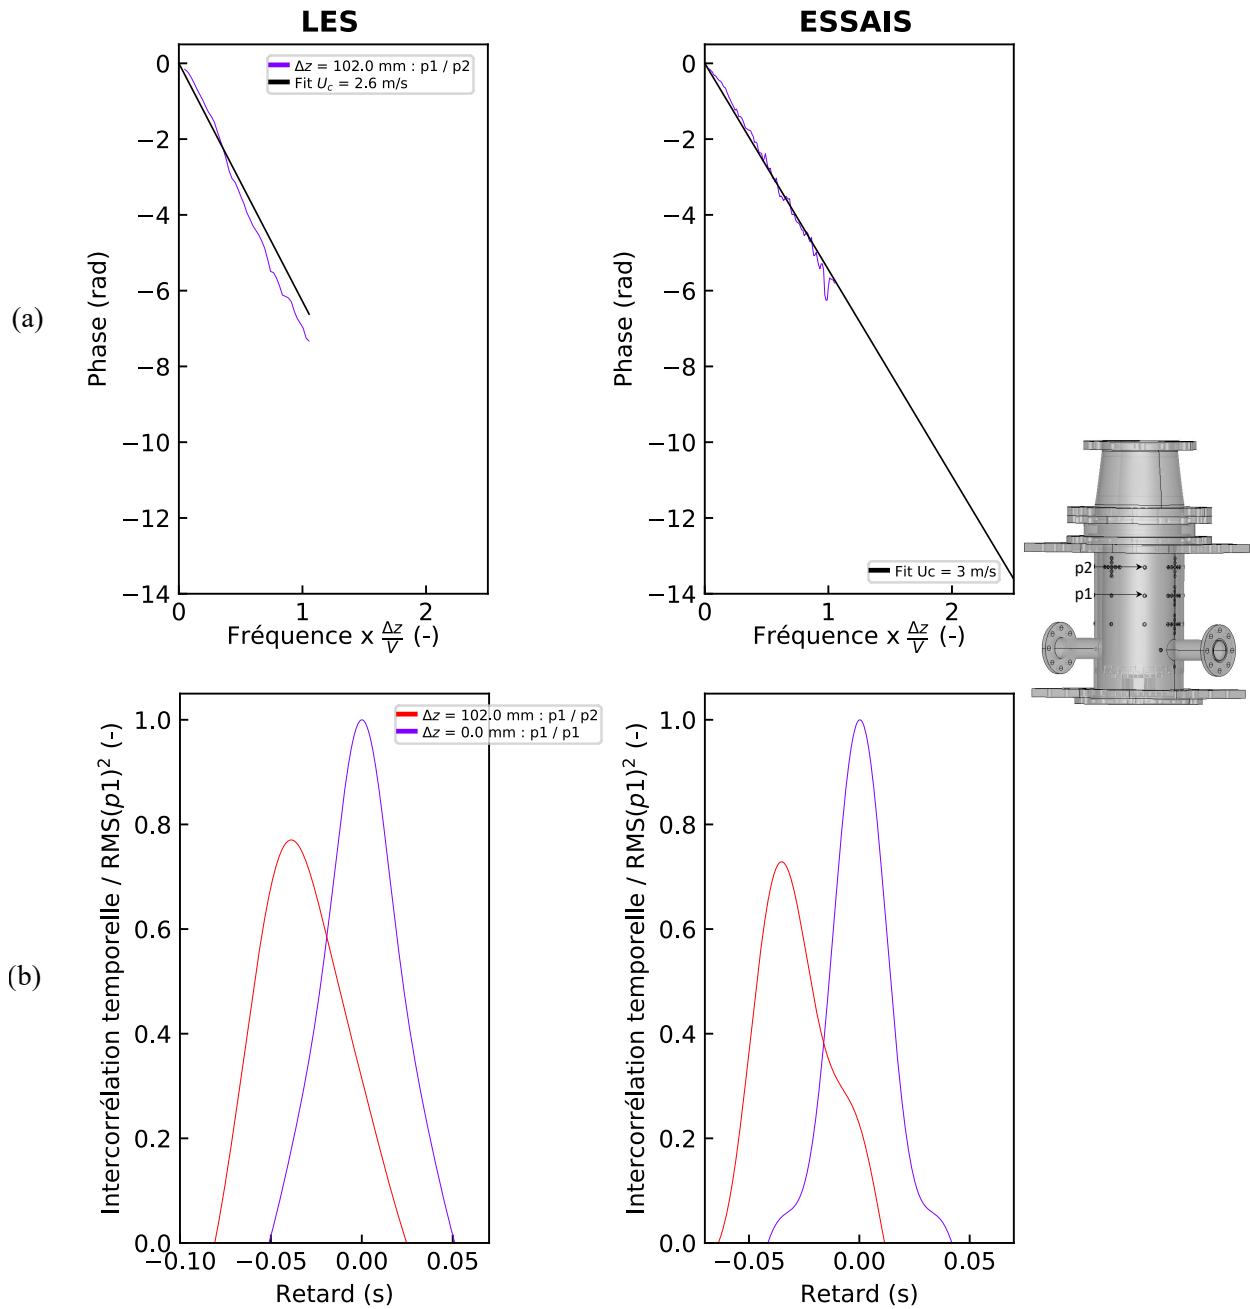 LES
ESSAIS
(a)
Phase (rad)
0
−2
−4
−6
−8
−10
−12
−14
Δz = 102.0 mm : p1 / p2
Fit U_c = 2.6 m/s
0
1
2
Fréquence x Δz/V (-)
Phase (rad)
0
−2
−4
−6
−8
−10
−12
−14
Fit Uc = 3 m/s
0
1
2
Fréquence x Δz/V (-)
p2
p1
(b)
Intercorrélation temporelle / RMS(p1)² (-)
1.0
0.8
0.6
0.4
0.2
0.0
Δz = 102.0 mm : p1 / p2
Δz = 0.0 mm : p1 / p1
−0.10
−0.05
0.00
0.05
Retard (s)
Intercorrélation temporelle / RMS(p1)² (-)
1.0
0.8
0.6
0.4
0.2
0.0
−0.05
0.00
0.05
Retard (s)